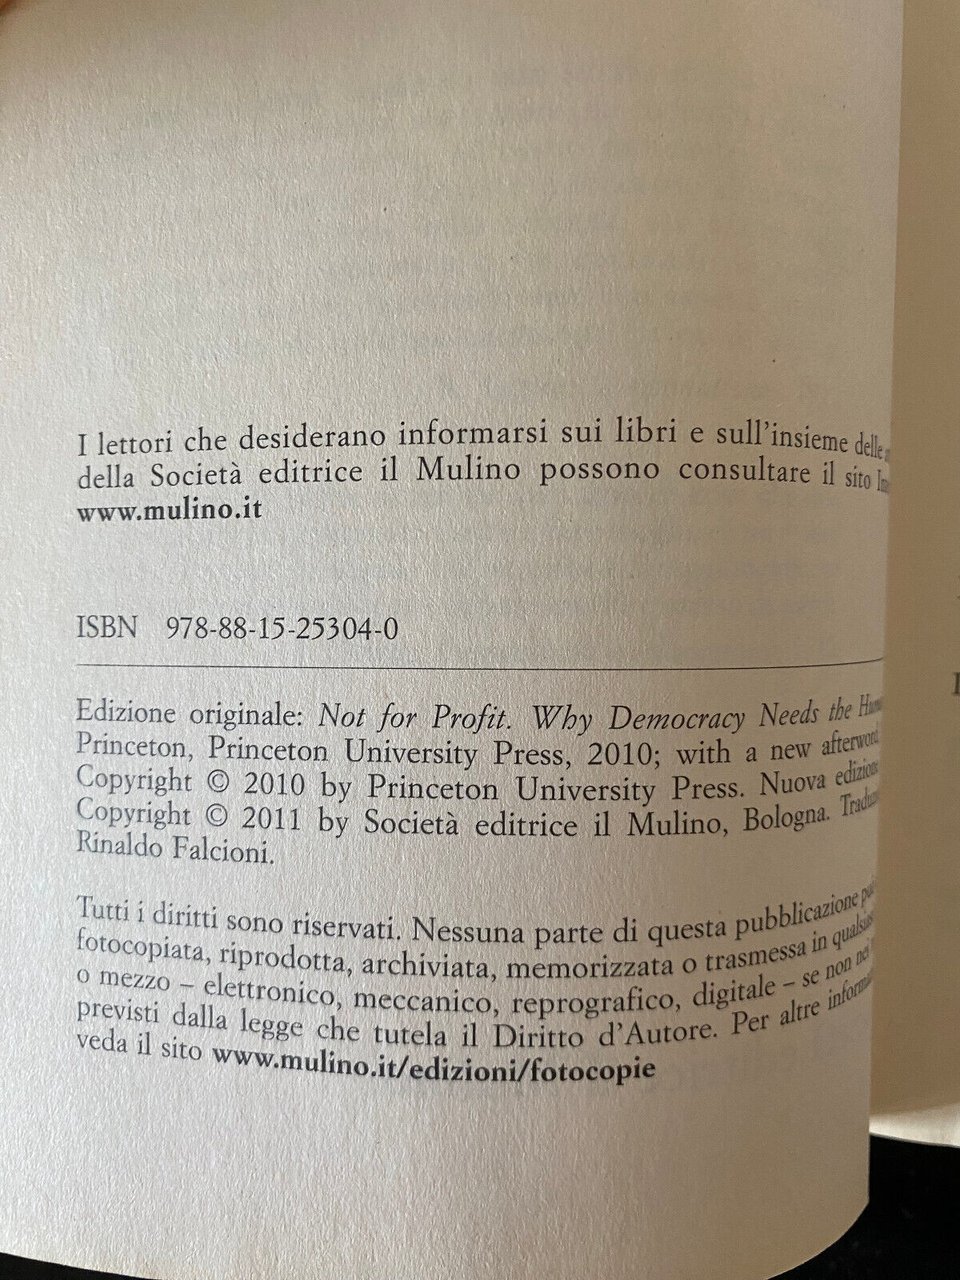 I lettori che desiderano informarsi sui libri e sull'insieme delle
della Società editrice il Mulino possono consultare il sito
www.mulino.it
ISBN 978-88-15-25304-0
Edizione originale: Not for Profit. Why Democracy Needs the
Princeton, Princeton University Press, 2010; with a new afterword
Copyright © 2010 by Princeton University Press. Nuova edizione
Copyright © 2011 by Società editrice il Mulino, Bologna.
Rinaldo Falcioni.
Tutti i diritti sono riservati. Nessuna parte di questa pubblicazione
fotocopiata, riprodotta, archiviata, memorizzata o trasmessa in
o mezzo – elettronico, meccanico, reprografico, digitale – se non nei
previsti dalla legge che tutela il Diritto d'Autore. Per altre
veda il sito www.mulino.it/edizioni/fotocopie